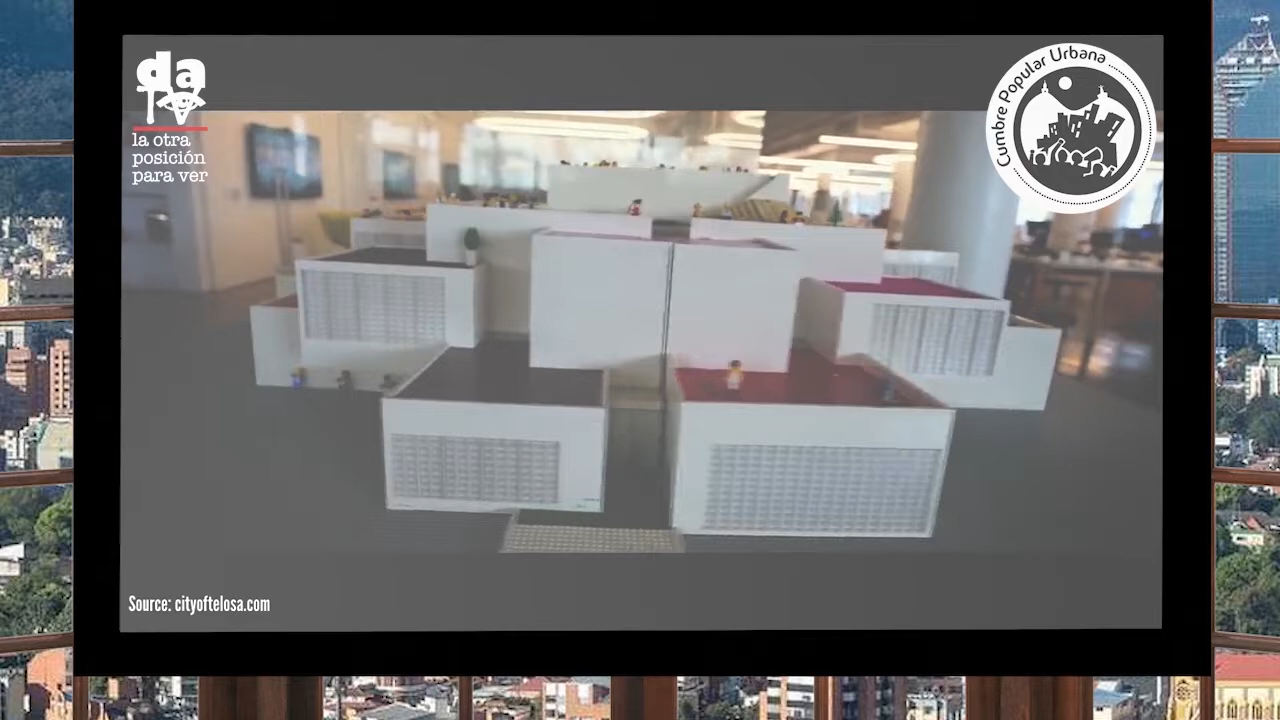 da
la otra
posición
para ver
Cumbre Popular Urbana
Source: cityoftelosa.com